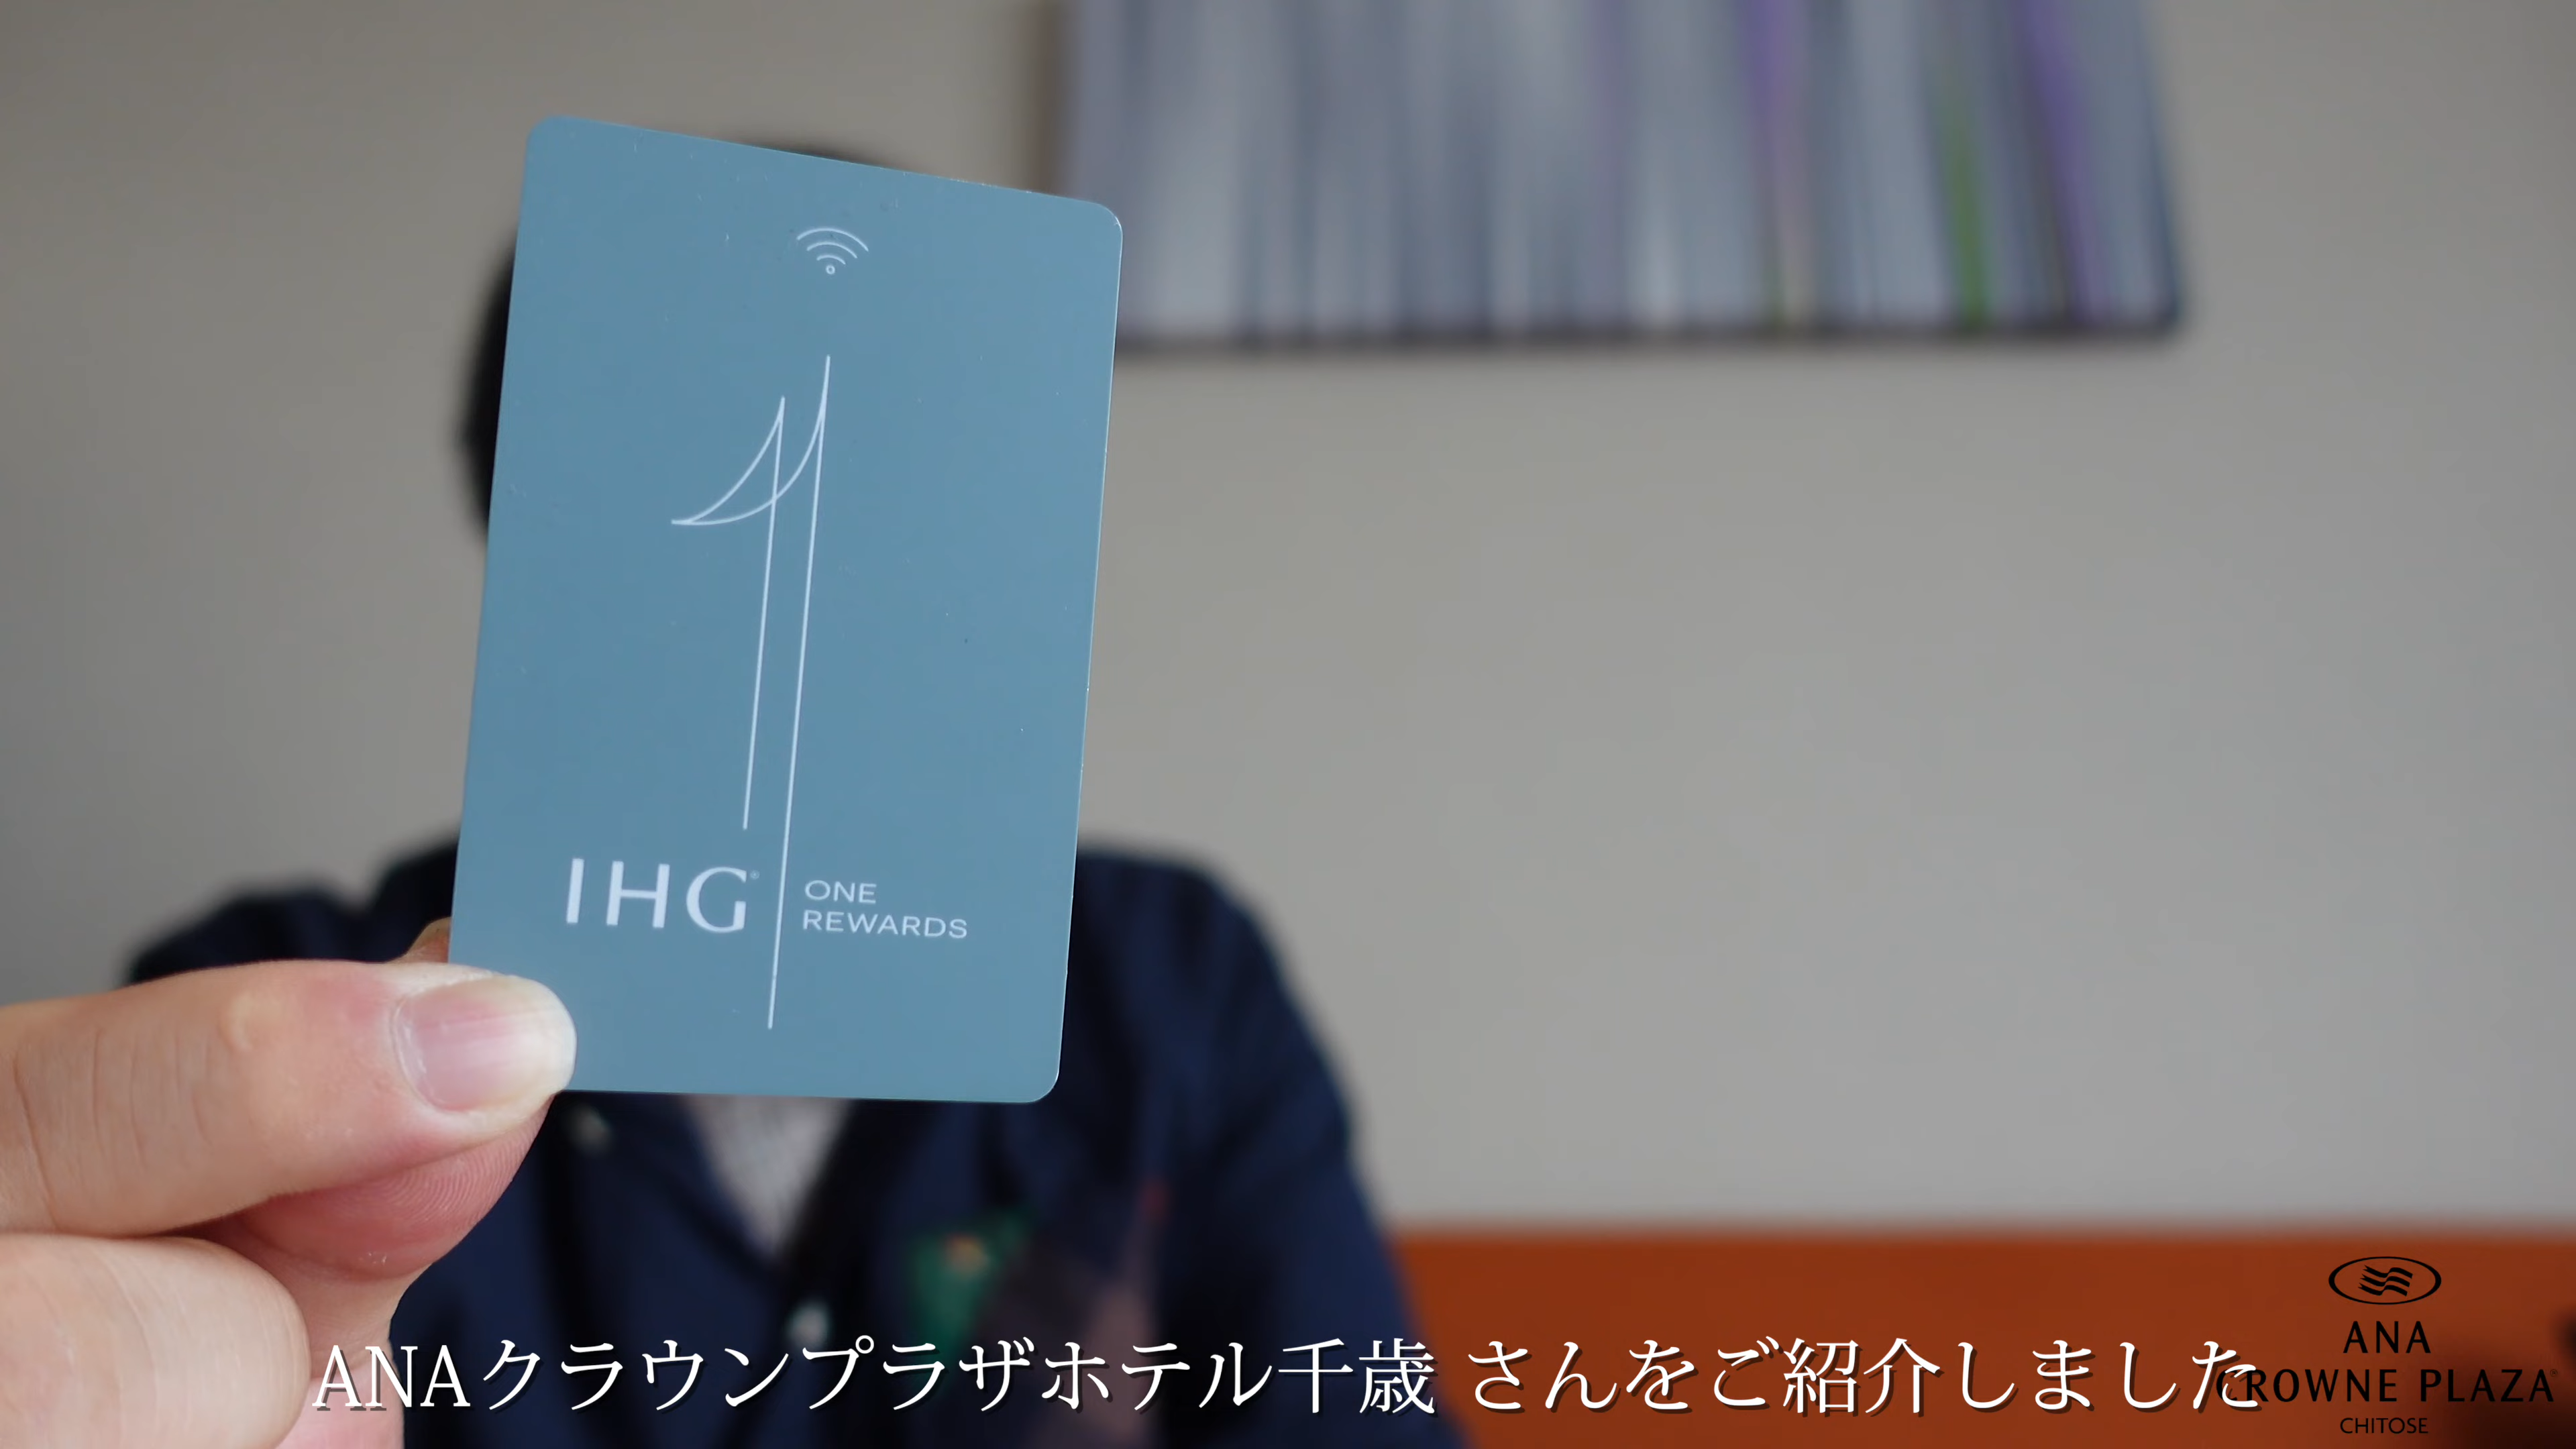 IHG®
ONE
REWARDS
ANAクラウンプラザホテル千歳 さんをご紹介しました
ANA
CROWNE PLAZA
CHITOSE